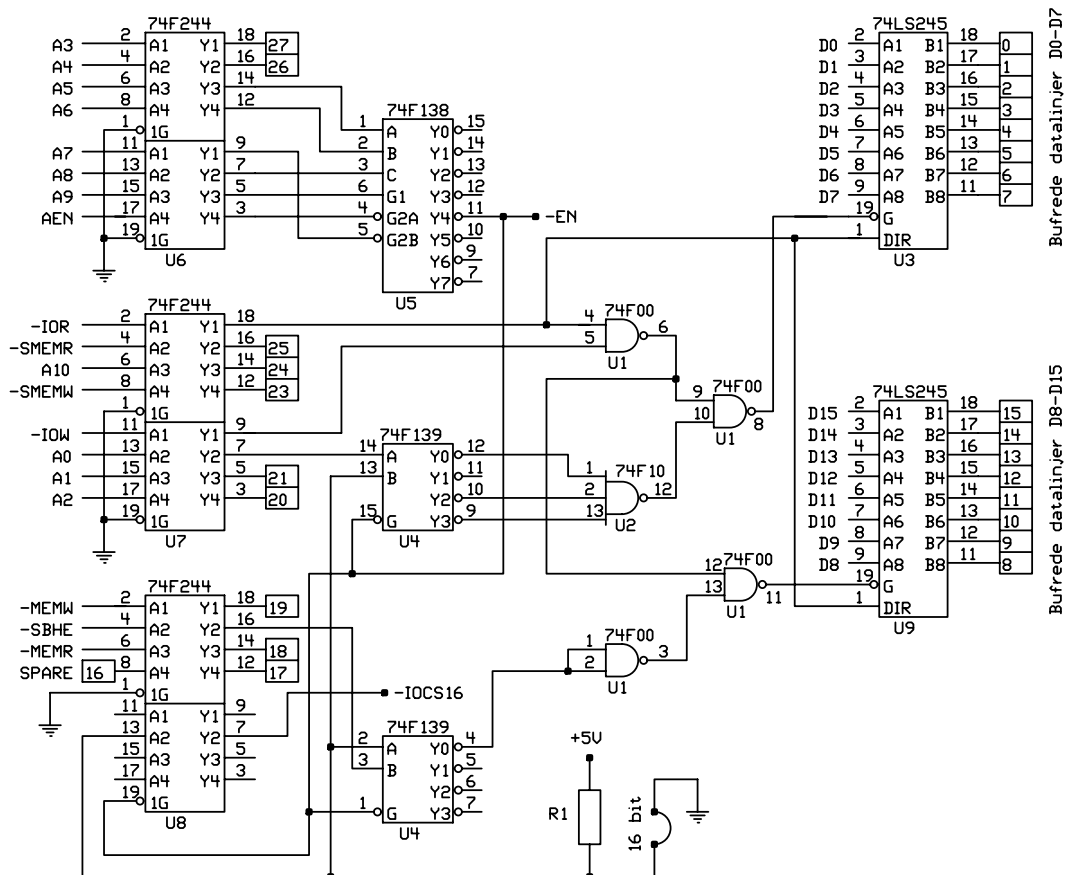 74F244
A3 2 A1 Y1 18 27
A4 4 A2 Y2 16 26
A5 6 A3 Y3 14
A6 8 A4 Y4 12
1 1G
A7 11 A1 Y1 9
A8 13 A2 Y2 7
A9 15 A3 Y3 5
AEN 17 A4 Y4 3
19 1G
U6
74F138
1 A Y0 15
2 B Y1 14
3 C Y2 13
6 G1 Y3 12
4 G2A Y4 11
5 G2B Y5 10
Y6 9
Y7 7
U5
-EN
74LS245
D0 2 A1 B1 18 0
D1 3 A2 B2 17 1
D2 4 A3 B3 16 2
D3 5 A4 B4 15 3
D4 6 A5 B5 14 4
D5 7 A6 B6 13 5
D6 8 A7 B7 12 6
D7 9 A8 B8 11 7
19 G
1 DIR
U3
Bufrede datalinjer D0-D7
74F244
-IOR 2 A1 Y1 18
-SMEMR 4 A2 Y2 16 25
A10 6 A3 Y3 14 24
-SMEMW 8 A4 Y4 12 23
1 1G
-IOW 11 A1 Y1 9
A0 13 A2 Y2 7
A1 15 A3 Y3 5 21
A2 17 A4 Y4 3 20
19 1G
U7
74F00
4 6
5
U1
74F00
9
10 8
U1
74F139
14 A Y0 12
13 B Y1 11
Y2 10
15 G Y3 9
U4
74F10
1
2 12
13
U2
74F00
12
13 11
U1
74F00
1
2 3
U1
74LS245
D15 2 A1 B1 18 15
D14 3 A2 B2 17 14
D13 4 A3 B3 16 13
D12 5 A4 B4 15 12
D11 6 A5 B5 14 11
D10 7 A6 B6 13 10
D9 8 A7 B7 12 9
D8 9 A8 B8 11 8
19 G
1 DIR
U9
Bufrede datalinjer D8-D15
74F244
-MEMW 2 A1 Y1 18 19
-SBHE 4 A2 Y2 16
-MEMR 6 A3 Y3 14 18
SPARE 16 8 A4 Y4 12 17
1 1G
11 A1 Y1 9
13 A2 Y2 7
15 A3 Y3 5
17 A4 Y4 3
19 1G
U8
-IOCS16
74F139
2 A Y0 4
3 B Y1 5
Y2 6
1 G Y3 7
U4
+5V
R1
16 bit